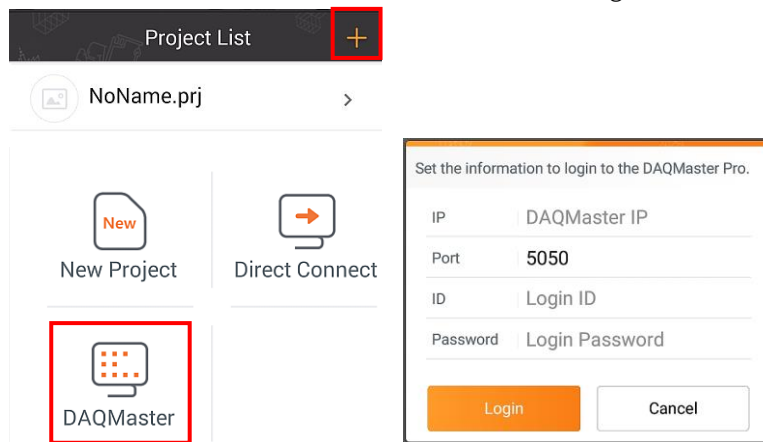 Project List +
NoName.prj >
New
New Project
Direct Connect
DAQMaster
Set the information to login to the DAQMaster Pro.
IP DAQMaster IP
Port 5050
ID Login ID
Password Login Password
Login Cancel